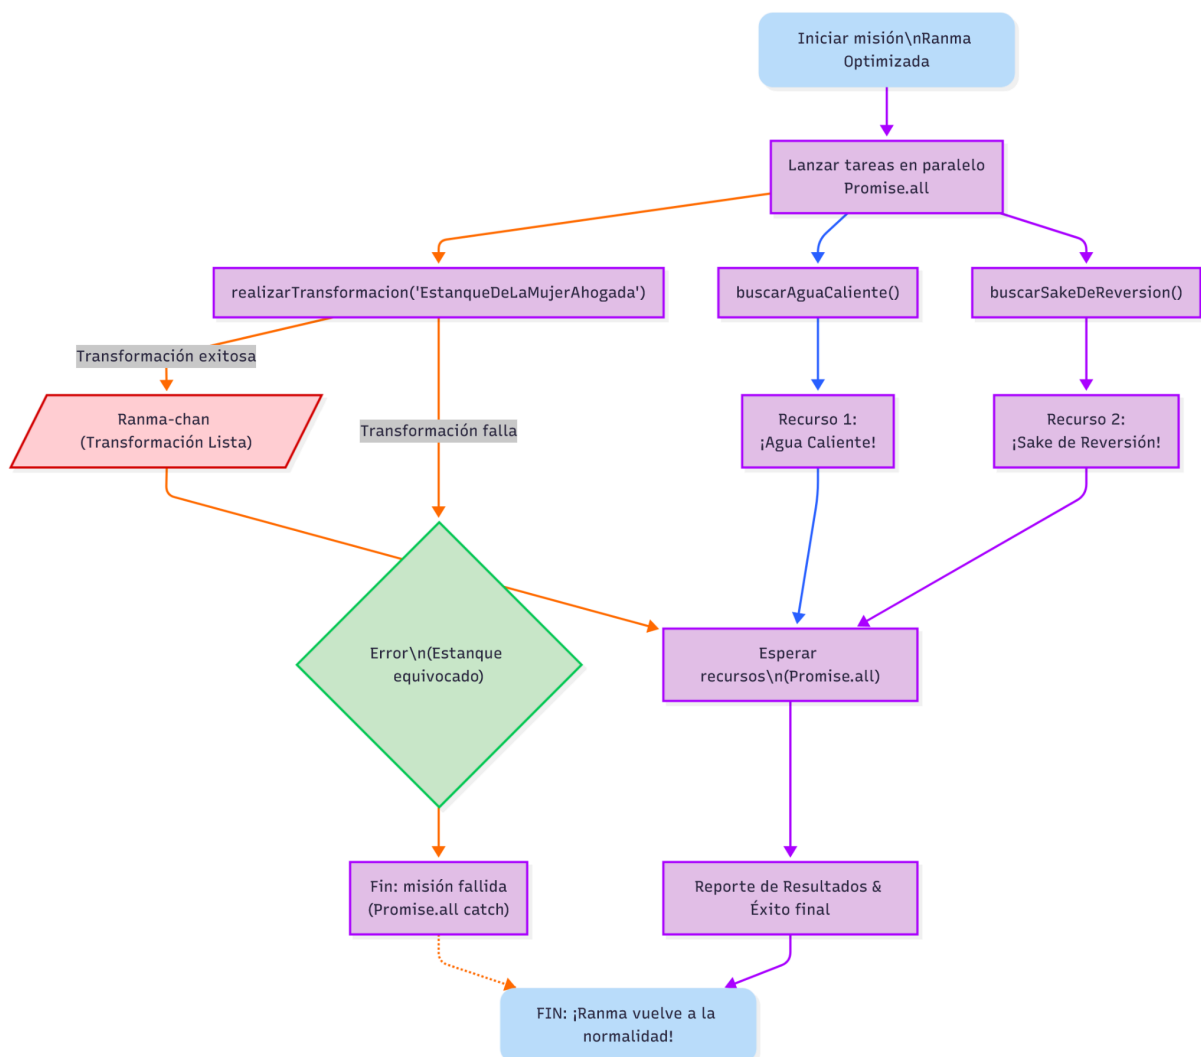 Iniciar misión\nRanma
Optimizada
Lanzar tareas en paralelo
Promise.all
realizarTransformacion('EstanqueDeLaMujerAhogada')
buscarAguaCaliente()
buscarSakeDeReversion()
Transformación exitosa
Ranma-chan
(Transformación Lista)
Transformación falla
Recurso 1:
¡Agua Caliente!
Recurso 2:
¡Sake de Reversión!
Error\n(Estanque
equivocado)
Esperar
recursos\n(Promise.all)
Fin: misión fallida
(Promise.all catch)
Reporte de Resultados &
Éxito final
FIN: ¡Ranma vuelve a la
normalidad!